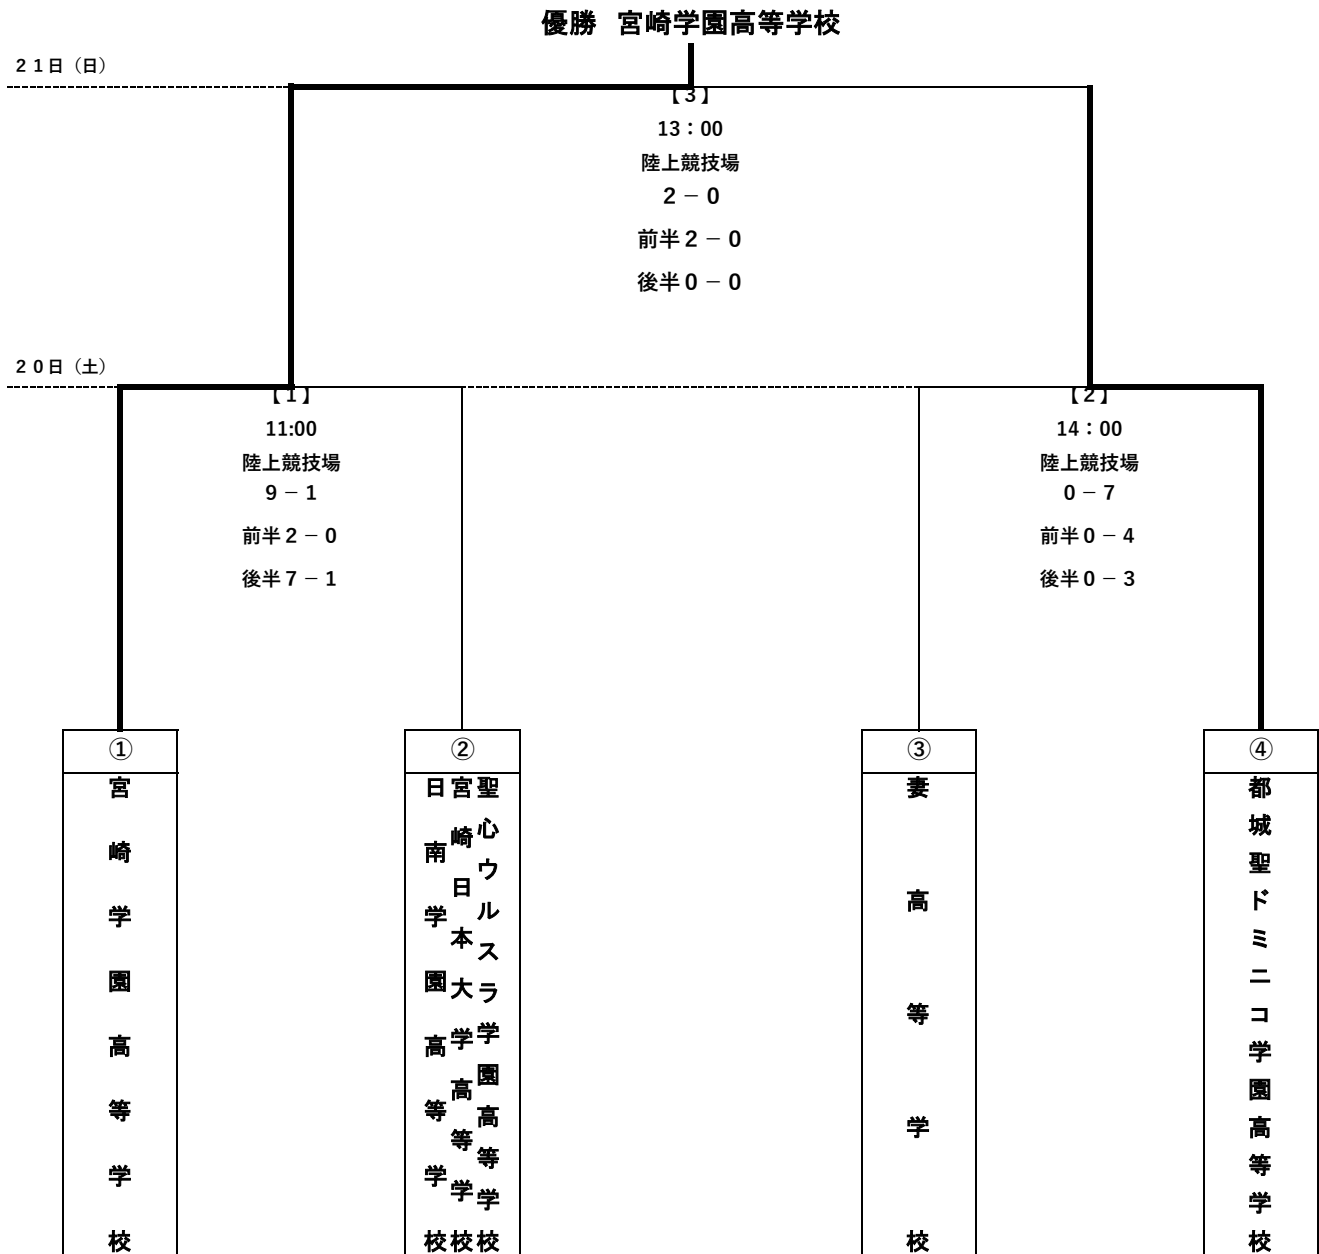 優勝　宮崎学園高等学校
２１日（日）
【３】
13：00
陸上競技場
２－０
前半２－０
後半０－０
２０日（土）
【１】
11:00
陸上競技場
９－１
前半２－０
後半７－１
【２】
14：00
陸上競技場
０－７
前半０－４
後半０－３
①
宮崎学園高等学校
②
聖心ウルスラ学園高等学校
宮崎日本大学高等学校
日南学園高等学校
③
妻高等学校
④
都城聖ドミニコ学園高等学校